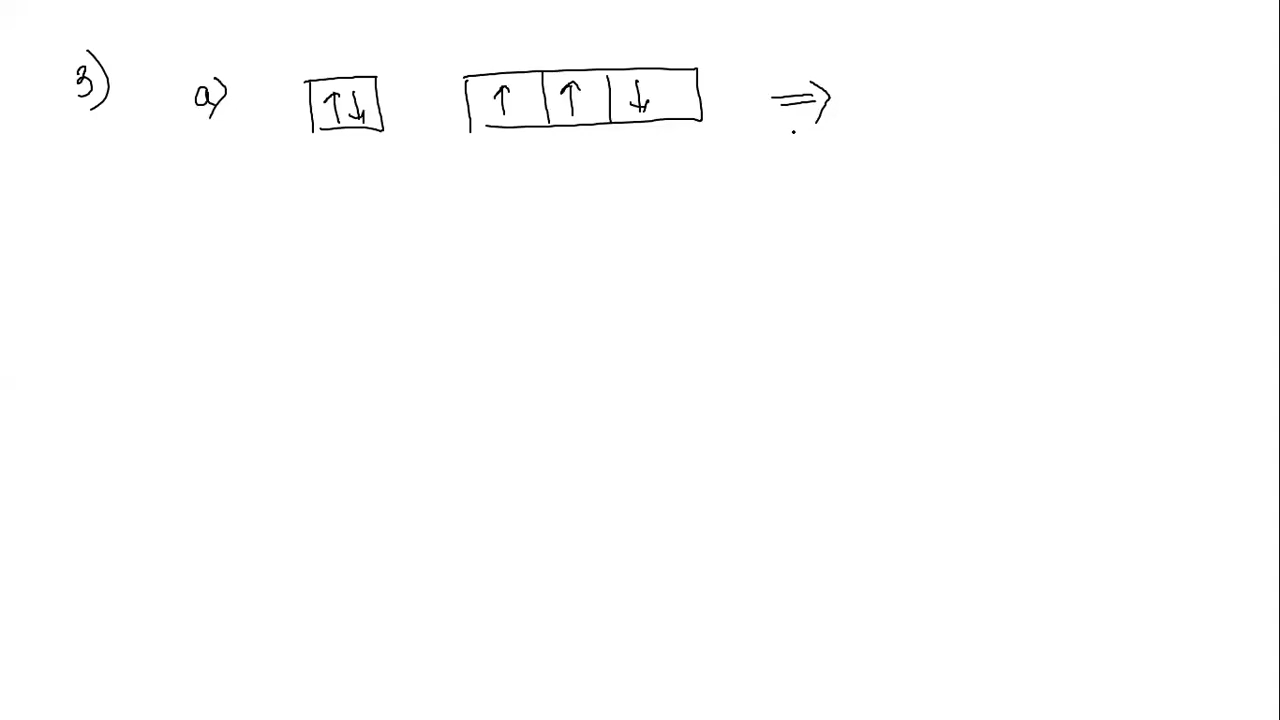 3) a) ↑↓ ↑ ↑ ↓ ⇒